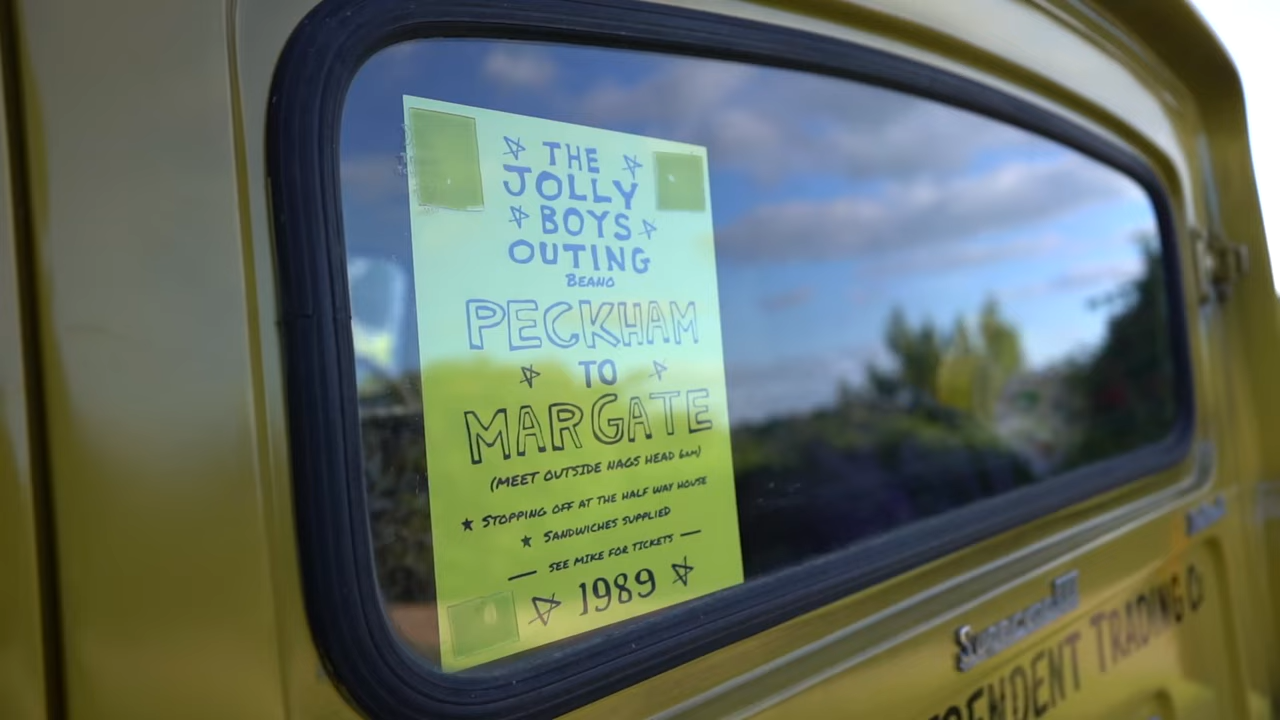 THE
JOLLY
BOYS
OUTING
BEANO
PECKHAM
TO
MARGATE
(MEET OUTSIDE NAGS HEAD 6AM)
★ STOPPING OFF AT THE HALF WAY HOUSE
★ SANDWICHES SUPPLIED
— SEE MIKE FOR TICKETS —
1989
Supervan III
TRADING